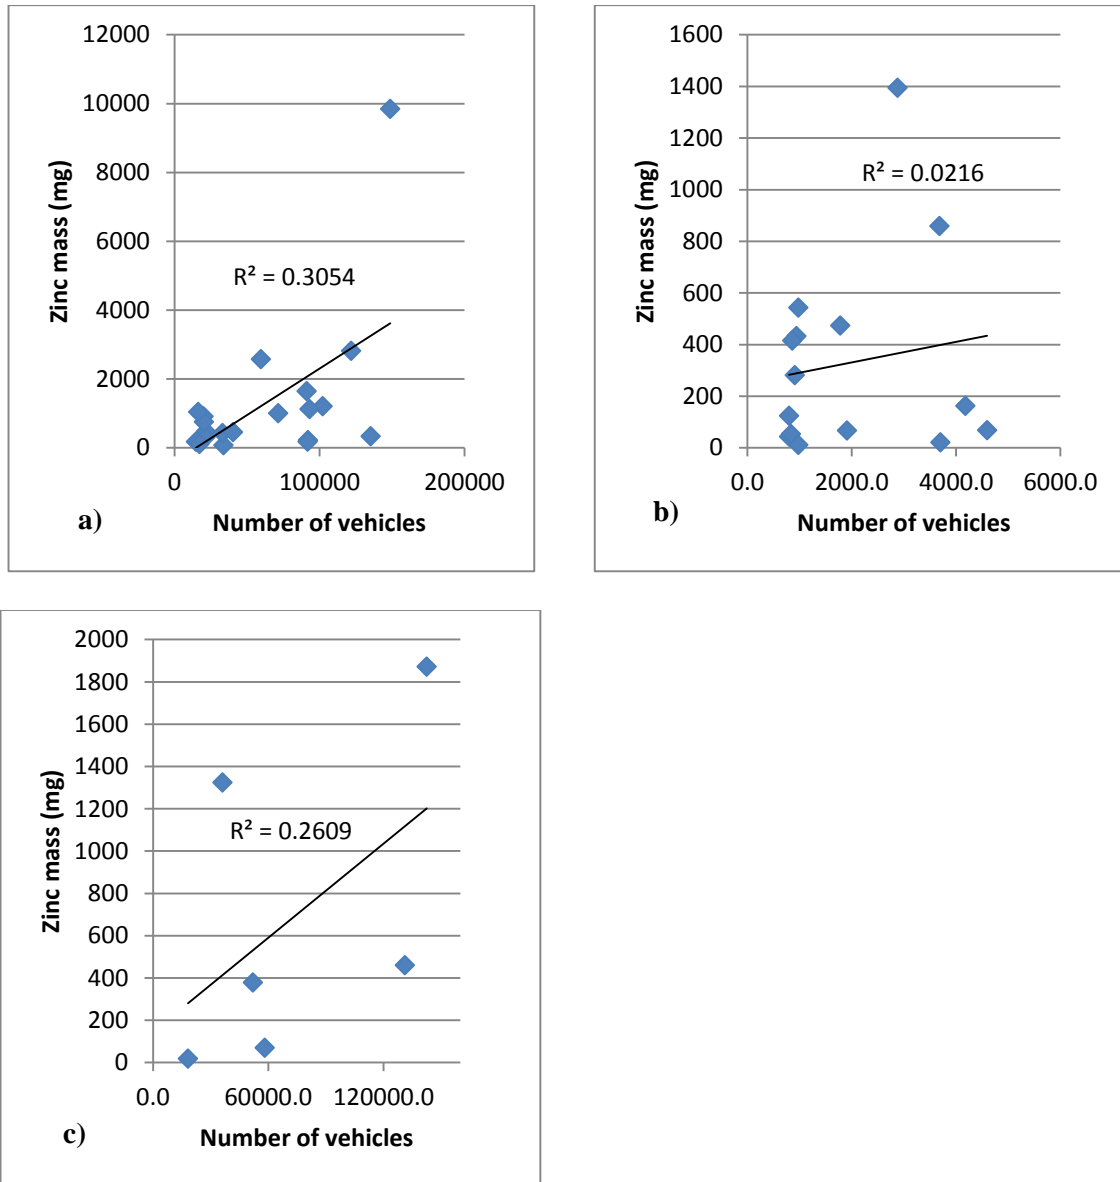 12000
10000
8000
6000
4000
2000
0
Zinc mass (mg)
R² = 0.3054
0 100000 200000
Number of vehicles
a)
1600
1400
1200
1000
800
600
400
200
0
Zinc mass (mg)
R² = 0.0216
0.0 2000.0 4000.0 6000.0
Number of vehicles
b)
2000
1800
1600
1400
1200
1000
800
600
400
200
0
Zinc mass (mg)
R² = 0.2609
0.0 60000.0 120000.0
Number of vehicles
c)